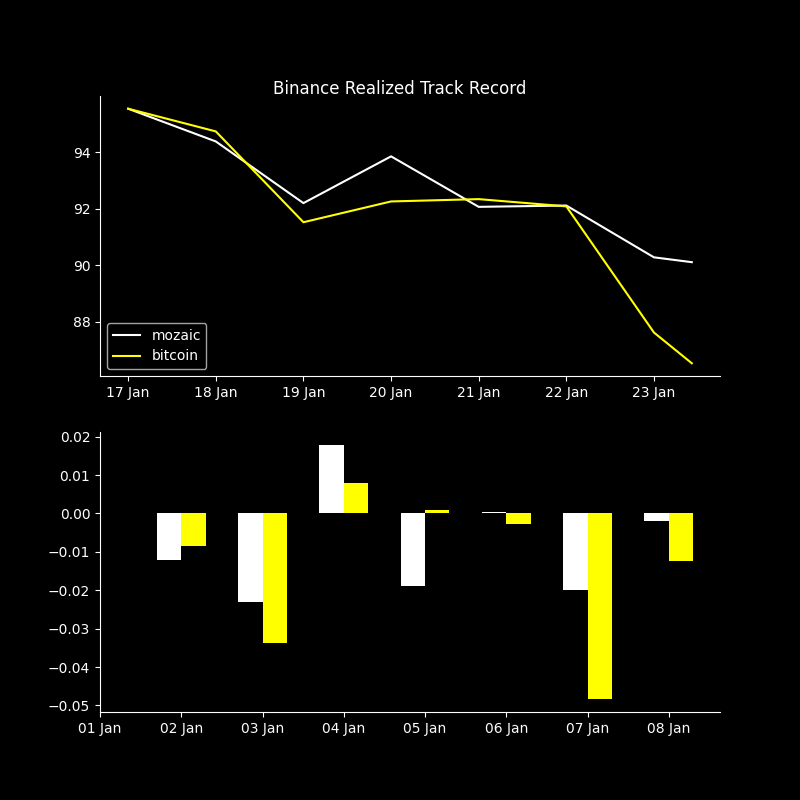 Binance Realized Track Record
94
92
90
88
mozaic
bitcoin
17 Jan 18 Jan 19 Jan 20 Jan 21 Jan 22 Jan 23 Jan
0.02
0.01
0.00
−0.01
−0.02
−0.03
−0.04
−0.05
01 Jan 02 Jan 03 Jan 04 Jan 05 Jan 06 Jan 07 Jan 08 Jan